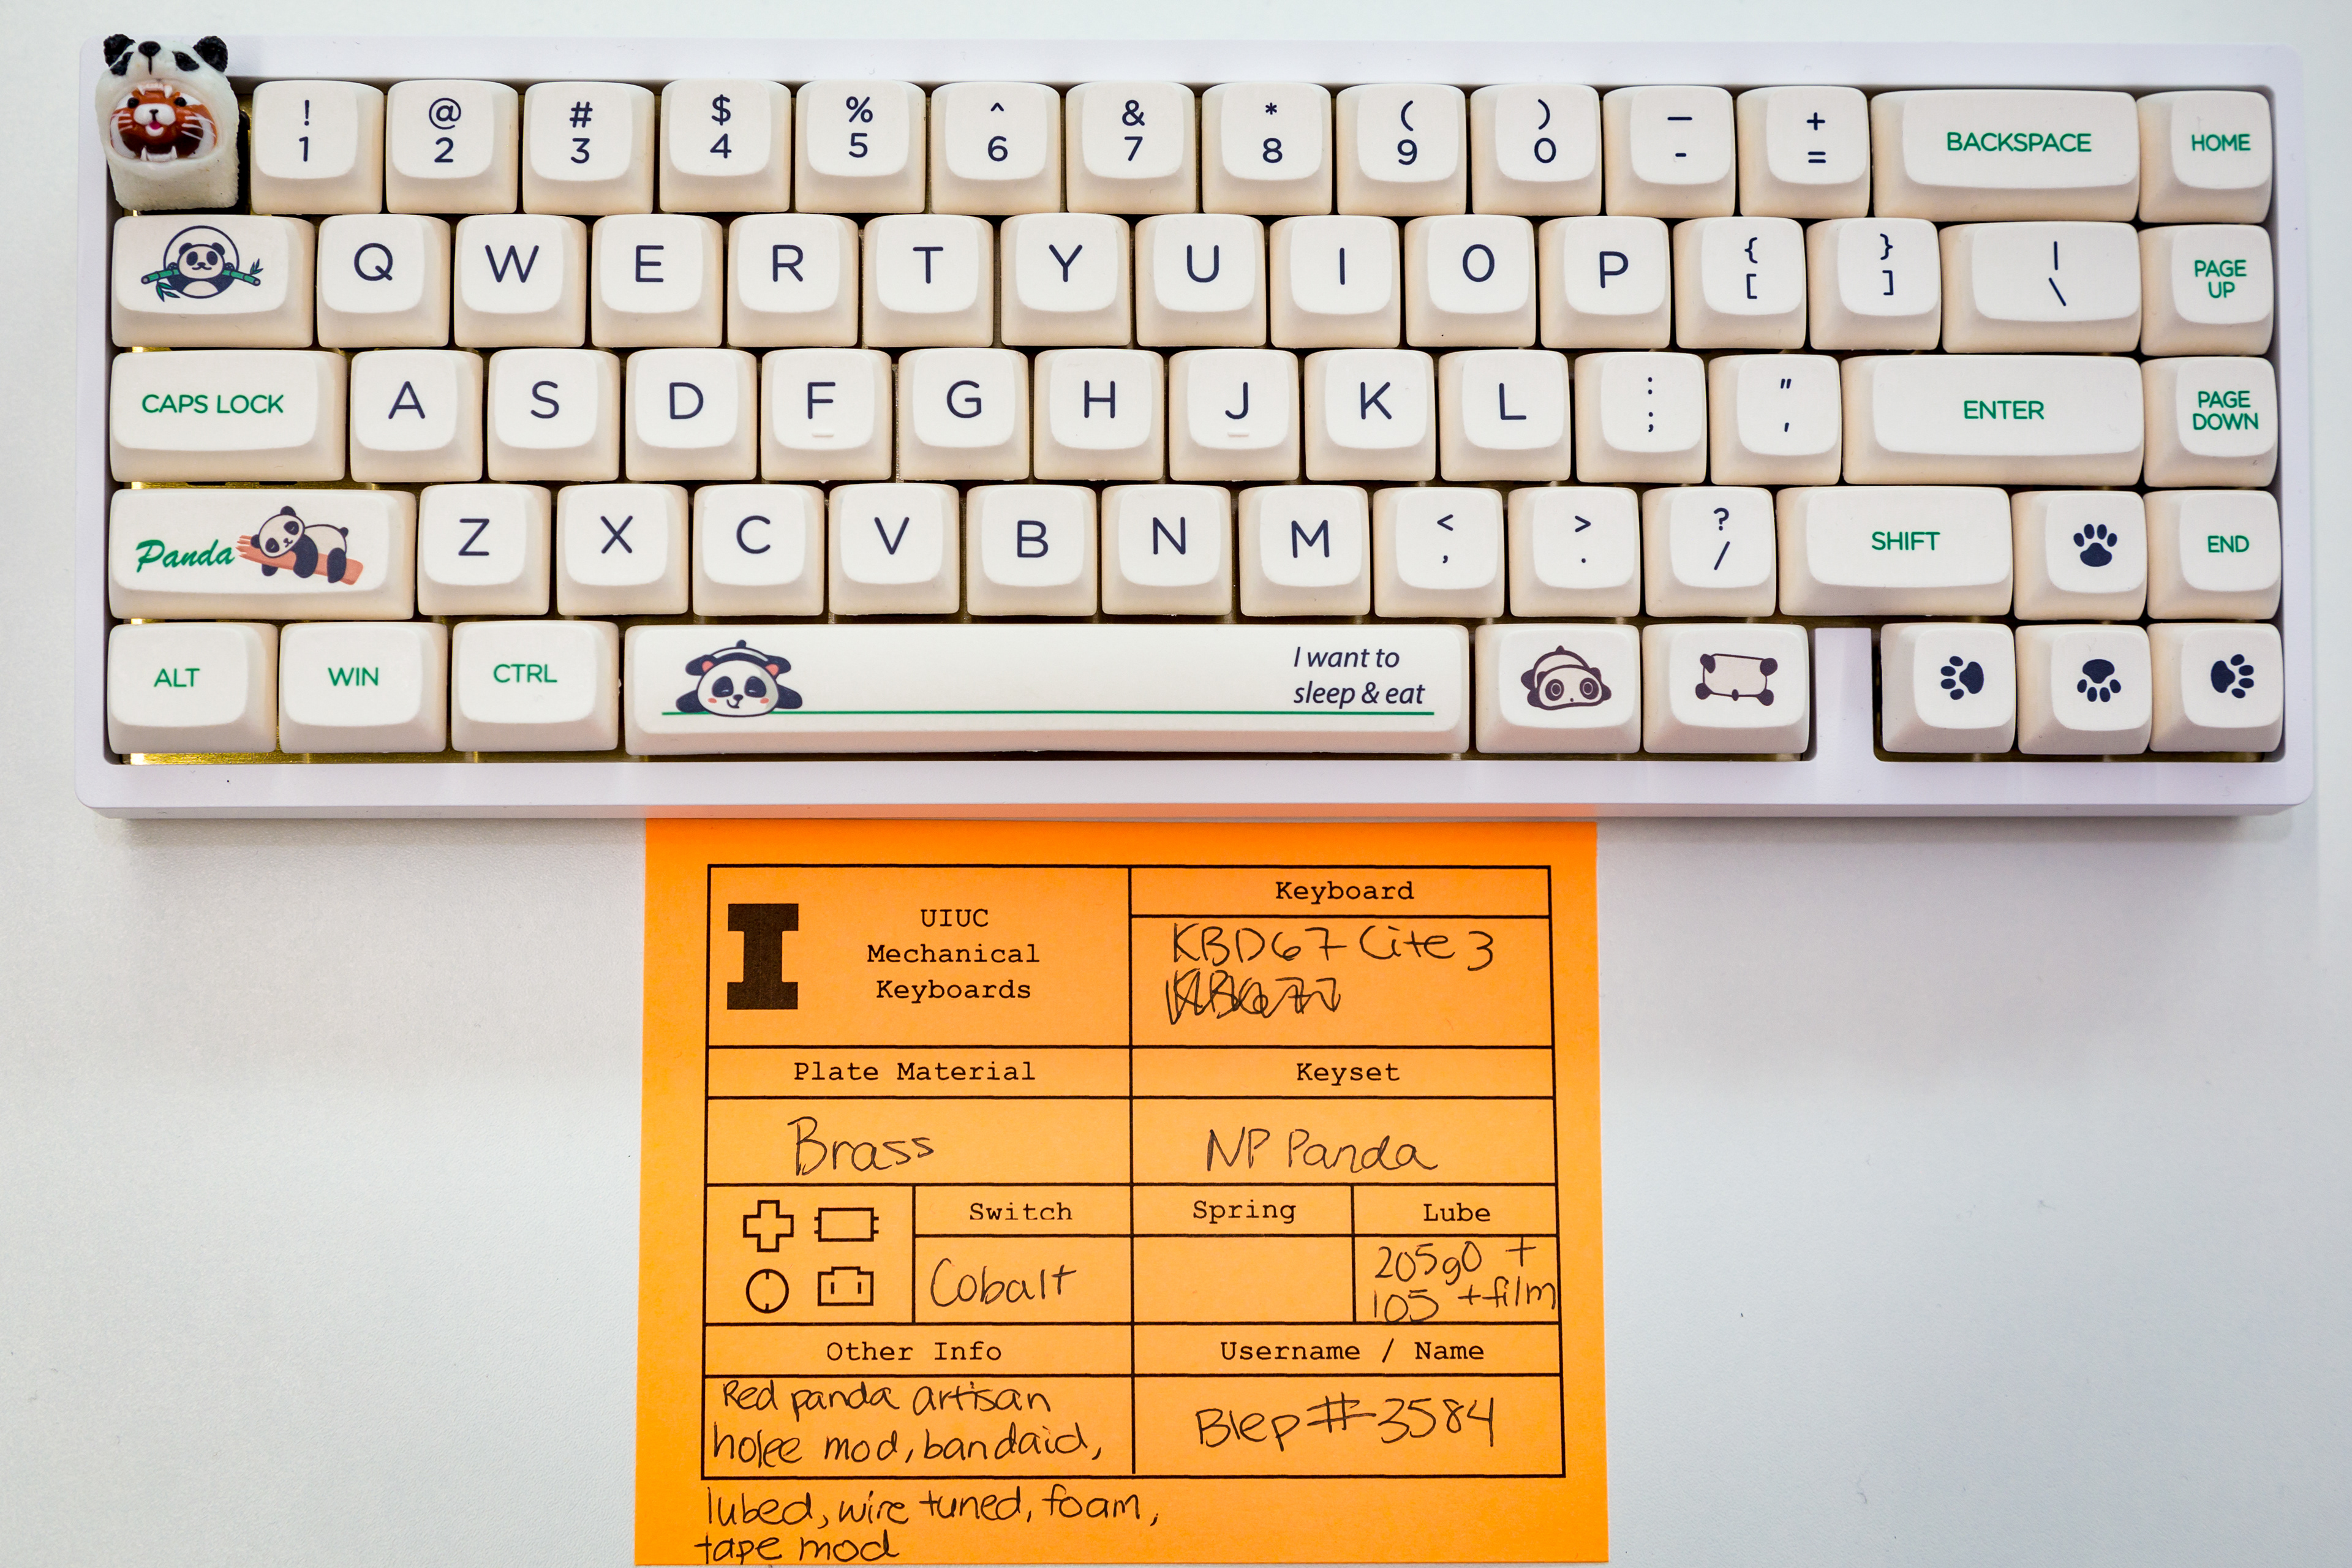 ! @ # $ % ^ & * ( ) — +
1 2 3 4 5 6 7 8 9 0 - = BACKSPACE HOME
Q W E R T Y U I O P { [ } ] | \ PAGE UP
CAPS LOCK A S D F G H J K L : ; " ' ENTER PAGE DOWN
Panda Z X C V B N M < , > . ? / SHIFT END
ALT WIN CTRL I want to
sleep & eat
UIUC
Mechanical
Keyboards
Keyboard
KBD67 Lite 3
Plate Material
Brass
Keyset
NP Panda
Switch
Cobalt
Spring
Lube
205g0 +
105 + film
Other Info
Red panda artisan
holee mod, bandaid,
lubed, wire tuned, foam,
tape mod
Username / Name
Blep#3584